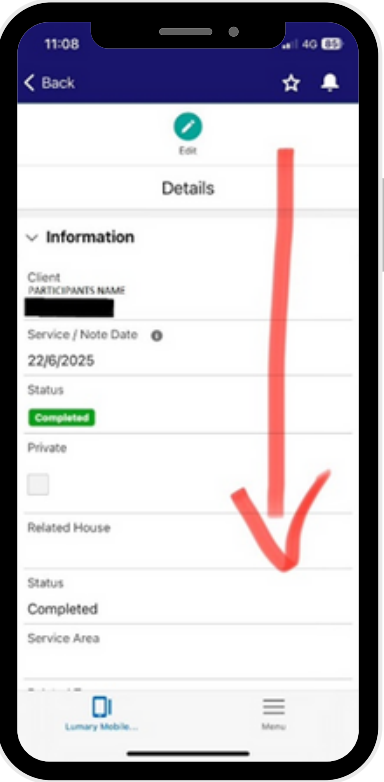 11:08
4G 85
Back
Edit
Details
Information
Client
PARTICIPANTS NAME
Service / Note Date
22/6/2025
Status
Completed
Private
Related House
Status
Completed
Service Area
Lumary Mobile...
Menu